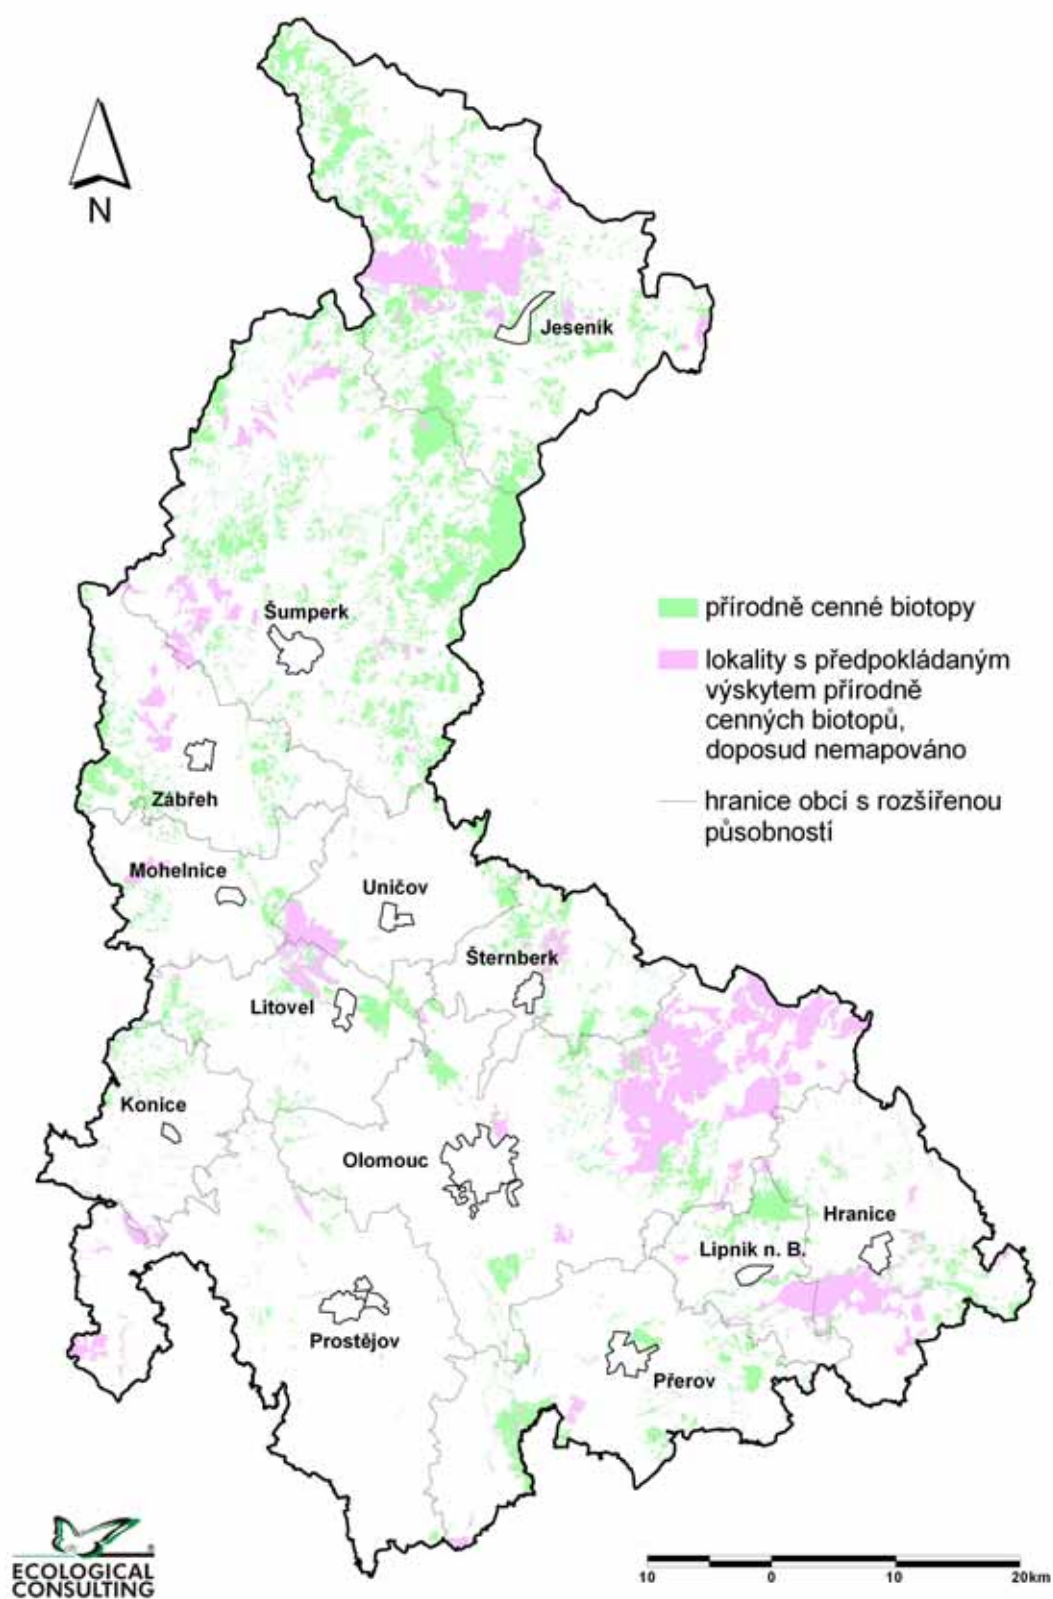 N
Jeseník
Šumperk
přírodně cenné biotopy
lokality s předpokládaným
výskytem přírodně
cenných biotopů,
doposud nemapováno
hranice obcí s rozšířenou
působností
Zábřeh
Mohelnice
Uničov
Šternberk
Litovel
Konice
Olomouc
Hranice
Lipník n. B.
Prostějov
Přerov
ECOLOGICAL
CONSULTING
®
10 0 10 20km